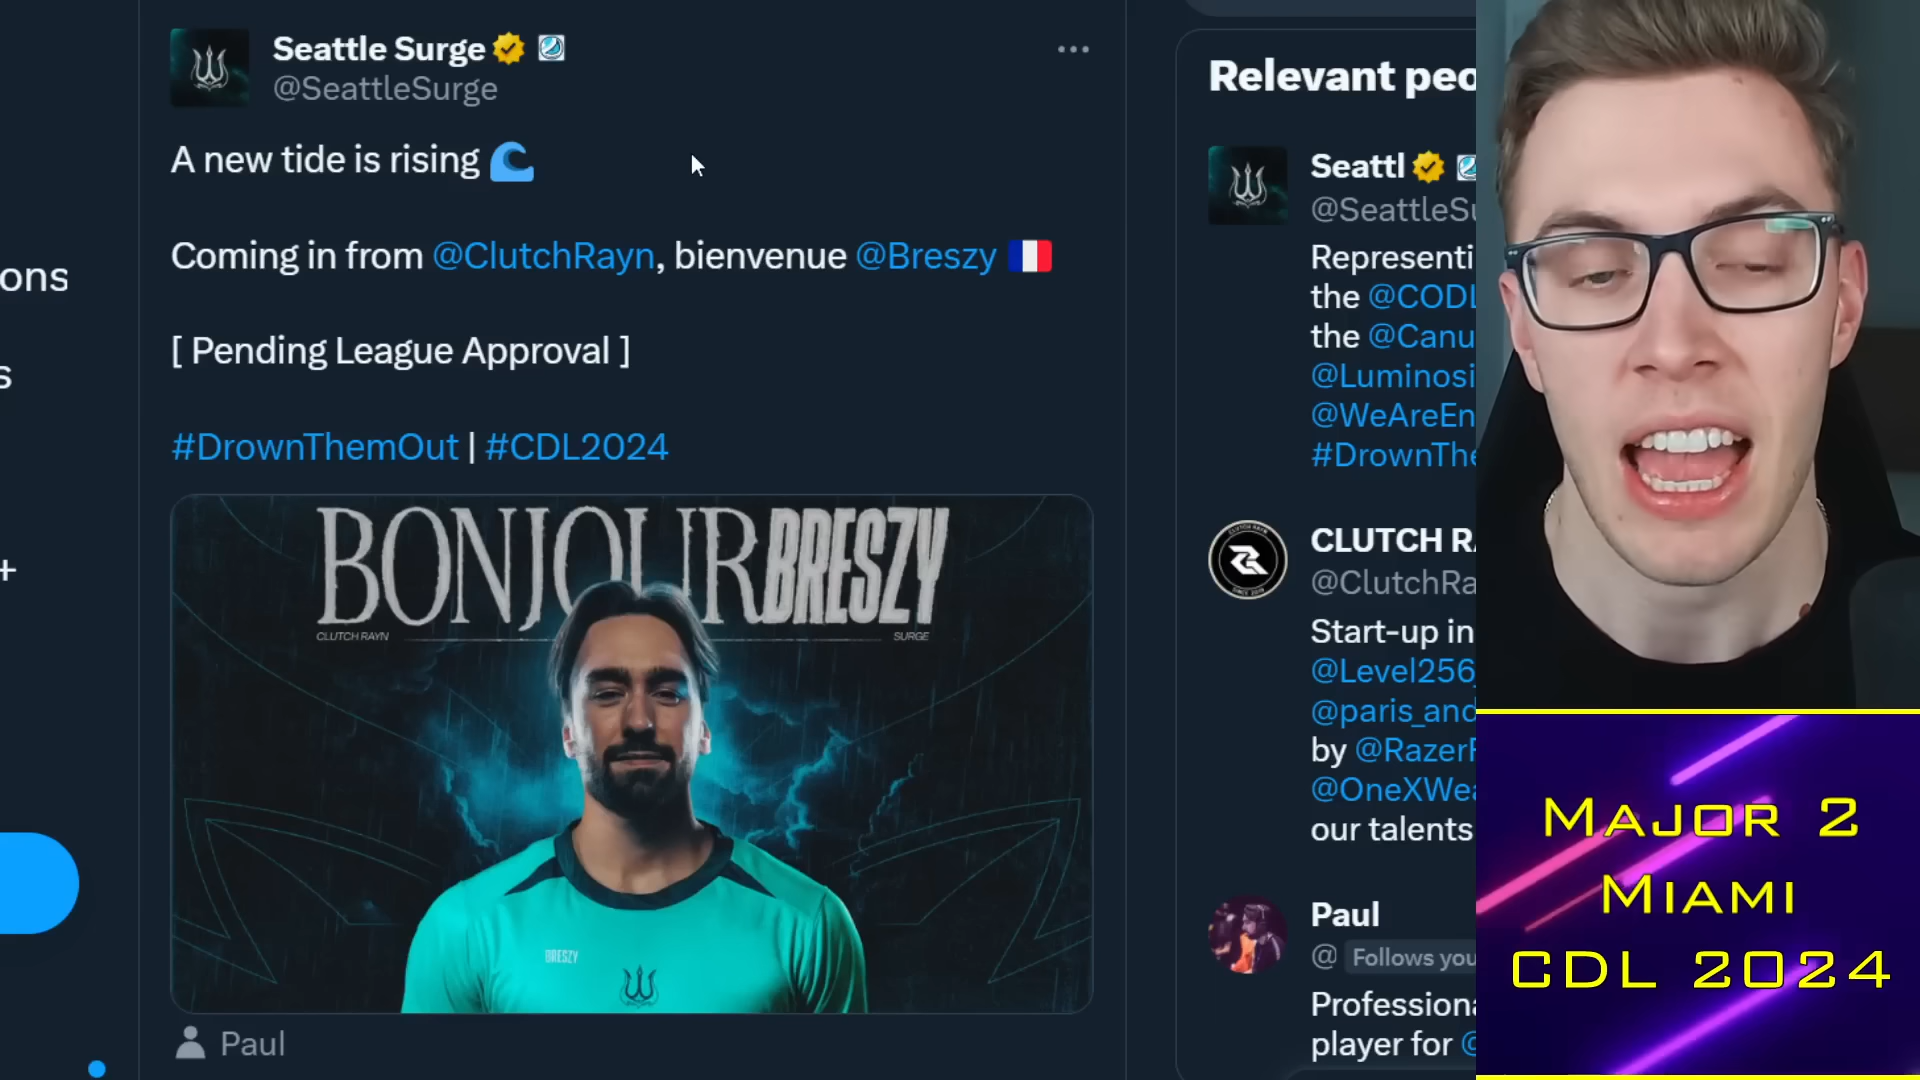 ons
s
+
Seattle Surge
@SeattleSurge
A new tide is rising
Coming in from @ClutchRayn, bienvenue @Breszy
[ Pending League Approval ]
#DrownThemOut | #CDL2024
BONJOUR BRESZY
CLUTCH RAYN
SURGE
BRESZY
Paul
Relevant peo
Seattl
@SeattleSu
Representi
the @CODL
the @Canu
@Luminosi
@WeAreEn
#DrownThe
CLUTCH R
@ClutchRa
Start-up in
@Level256
@paris_and
by @RazerF
@OneXWea
our talents
Paul
@ Follows you
Professiona
player for @
Major 2
Miami
CDL 2024